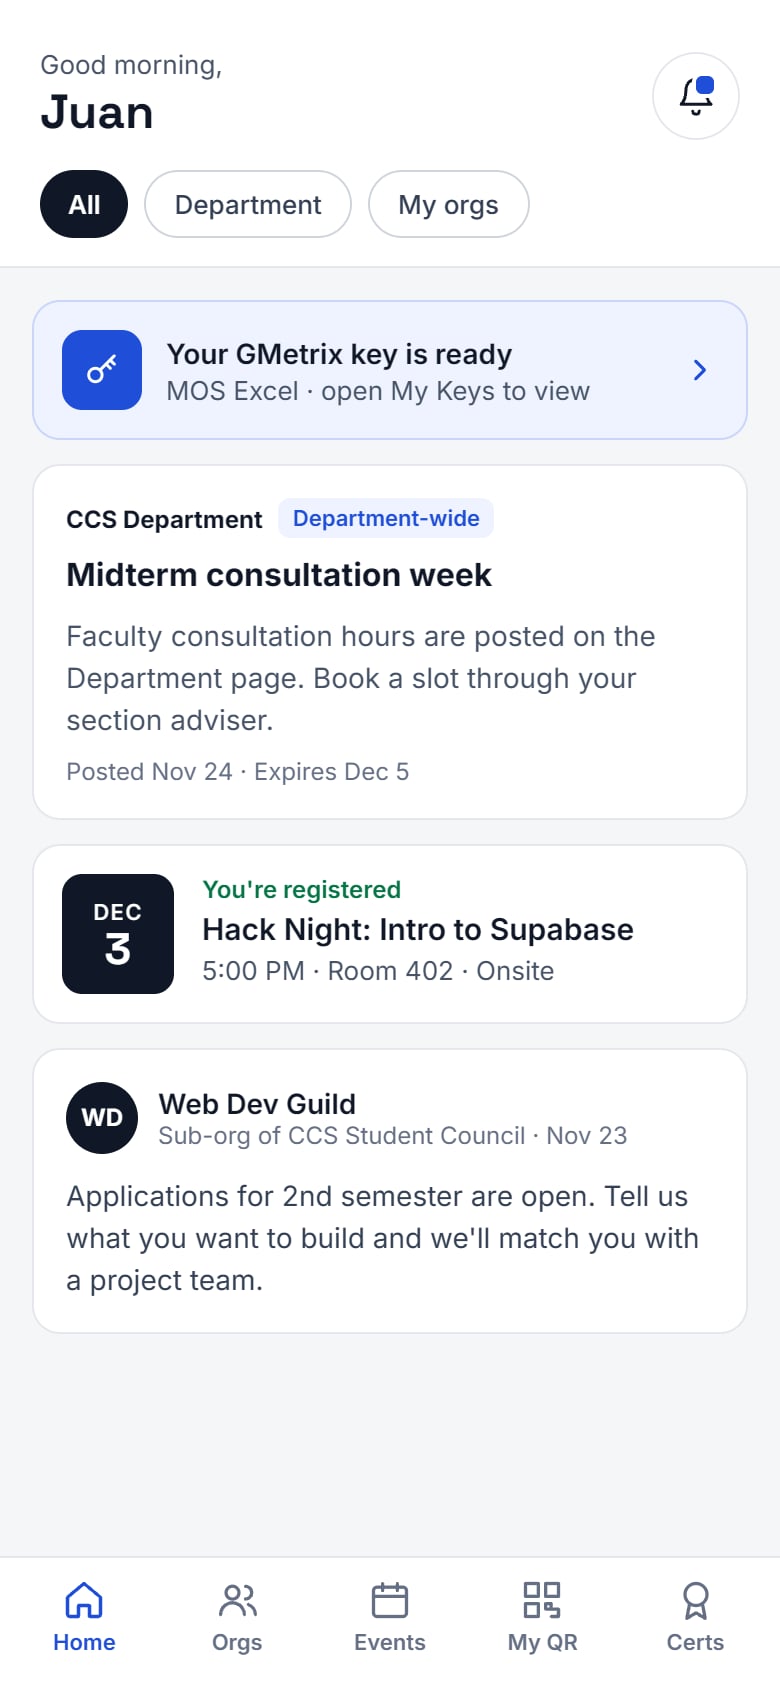 Good morning,
Juan
All
Department
My orgs
Your GMetrix key is ready
MOS Excel · open My Keys to view
CCS Department
Department-wide
Midterm consultation week
Faculty consultation hours are posted on the
Department page. Book a slot through your
section adviser.
Posted Nov 24 · Expires Dec 5
DEC
3
You're registered
Hack Night: Intro to Supabase
5:00 PM · Room 402 · Onsite
WD
Web Dev Guild
Sub-org of CCS Student Council · Nov 23
Applications for 2nd semester are open. Tell us
what you want to build and we'll match you with
a project team.
Home
Orgs
Events
My QR
Certs